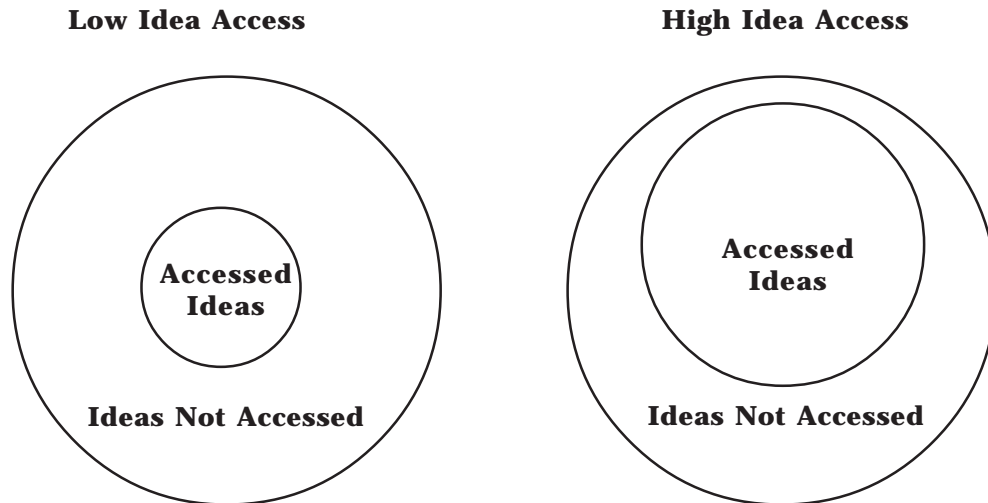 Low Idea Access
High Idea Access
Accessed
Ideas
Ideas Not Accessed
Accessed
Ideas
Ideas Not Accessed